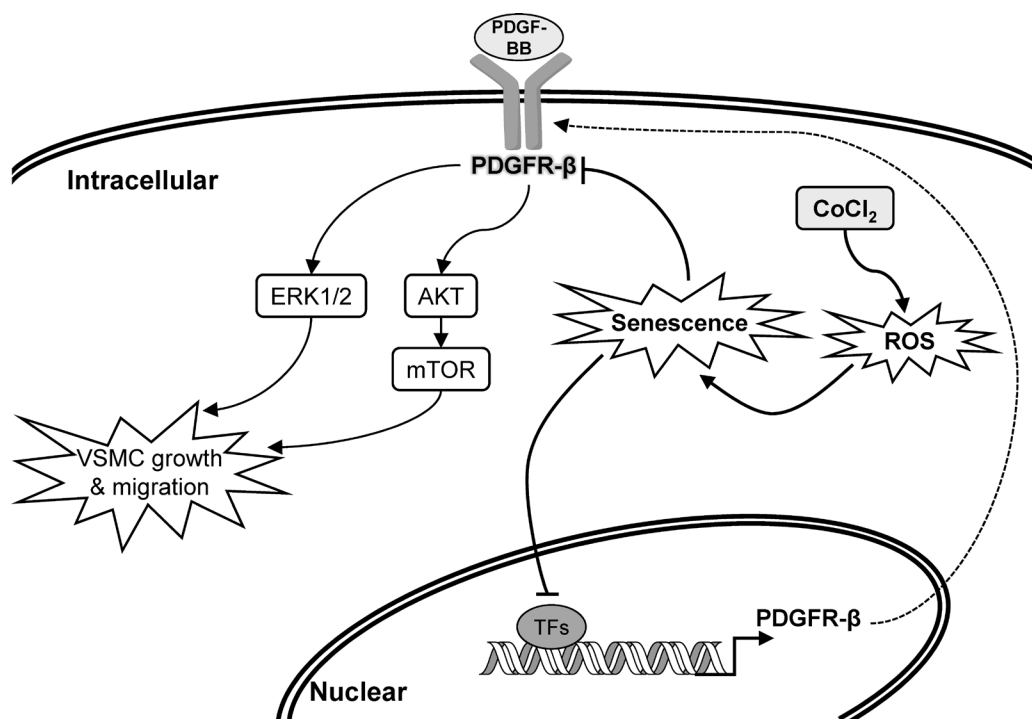 PDGF-
BB
PDGFR-β
Intracellular
CoCl₂
ERK1/2
AKT
Senescence
ROS
mTOR
VSMC growth
& migration
TFs
PDGFR-β
Nuclear